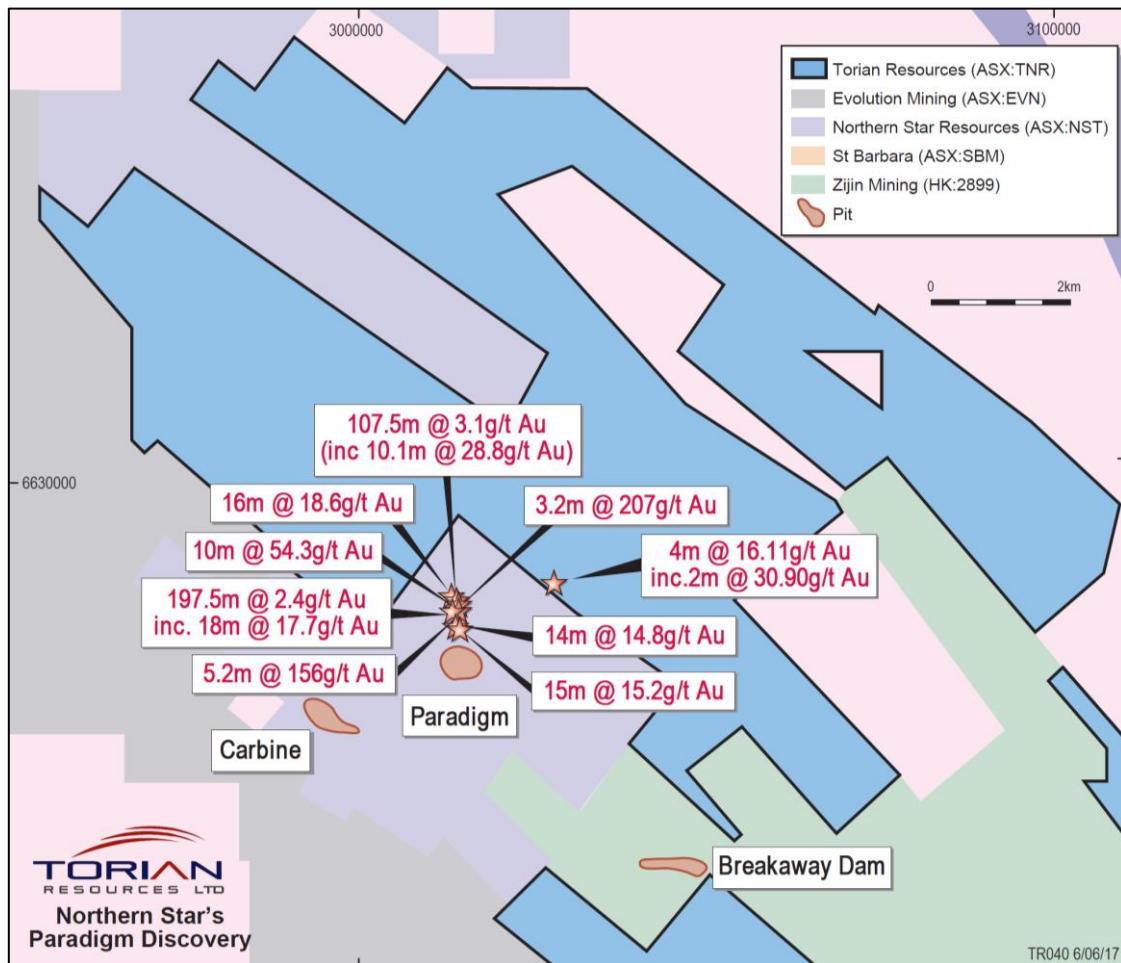 3000000
3100000
Torian Resources (ASX:TNR)
Evolution Mining (ASX:EVN)
Northern Star Resources (ASX:NST)
St Barbara (ASX:SBM)
Zijin Mining (HK:2899)
Pit
0 2km
107.5m @ 3.1g/t Au
(inc 10.1m @ 28.8g/t Au)
6630000
16m @ 18.6g/t Au
3.2m @ 207g/t Au
10m @ 54.3g/t Au
4m @ 16.11g/t Au
inc.2m @ 30.90g/t Au
197.5m @ 2.4g/t Au
inc. 18m @ 17.7g/t Au
14m @ 14.8g/t Au
5.2m @ 156g/t Au
15m @ 15.2g/t Au
Paradigm
Carbine
Breakaway Dam
TORIAN
RESOURCES LTD
Northern Star's
Paradigm Discovery
TR040 6/06/17